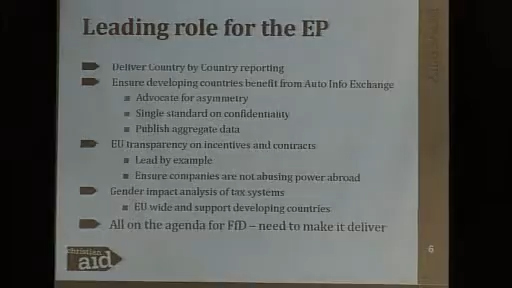 Leading role for the EP
Deliver Country by Country reporting
Ensure developing countries benefit from Auto Info Exchange
Advocate for asymmetry
Single standard on confidentiality
Publish aggregate data
EU transparency on incentives and contracts
Lead by example
Ensure companies are not abusing power abroad
Gender impact analysis of tax systems
EU wide and support developing countries
All on the agenda for FfD – need to make it deliver
christian
aid
6